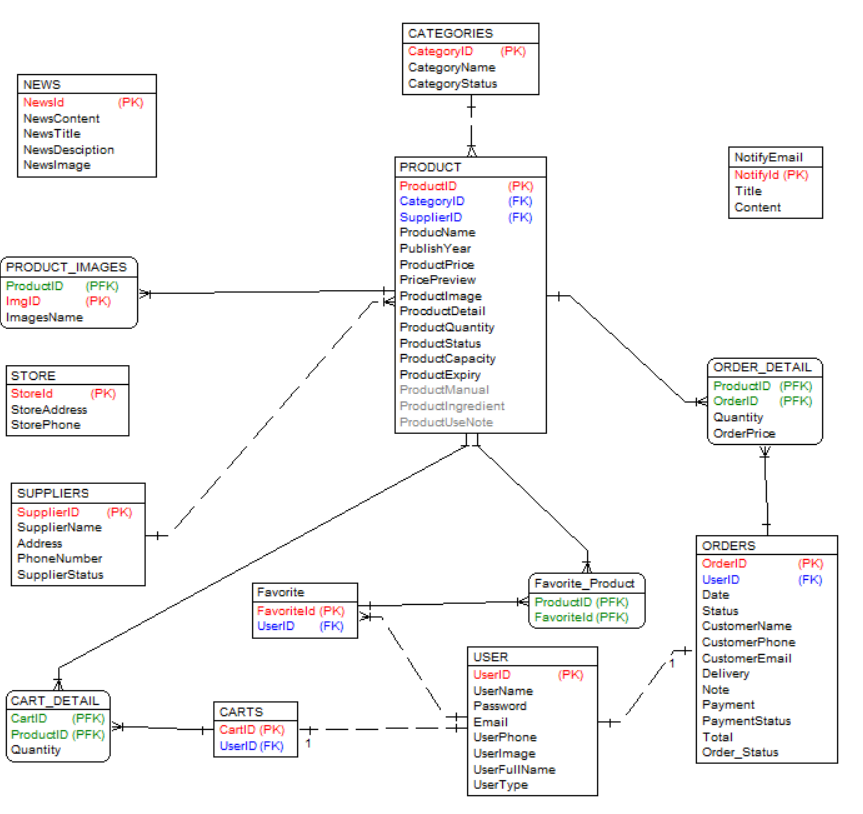 CATEGORIES
CategoryID (PK)
CategoryName
CategoryStatus
NEWS
NewsId (PK)
NewsContent
NewsTitle
NewsDesciption
NewsImage
PRODUCT
ProductID (PK)
CategoryID (FK)
SupplierID (FK)
ProducName
PublishYear
ProductPrice
PricePreview
ProductImage
ProcductDetail
ProductQuantity
ProductStatus
ProductCapacity
ProductExpiry
ProductManual
ProductIngredient
ProductUseNote
NotifyEmail
NotifyId (PK)
Title
Content
PRODUCT_IMAGES
ProductID (PFK)
ImgID (PK)
ImagesName
STORE
StoreId (PK)
StoreAddress
StorePhone
ORDER_DETAIL
ProductID (PFK)
OrderID (PFK)
Quantity
OrderPrice
SUPPLIERS
SupplierID (PK)
SupplierName
Address
PhoneNumber
SupplierStatus
ORDERS
OrderID (PK)
UserID (FK)
Date
Status
CustomerName
CustomerPhone
CustomerEmail
Delivery
Note
Payment
PaymentStatus
Total
Order_Status
Favorite
FavoriteId (PK)
UserID (FK)
Favorite_Product
ProductID (PFK)
FavoriteId (PFK)
USER
UserID (PK)
UserName
Password
Email
UserPhone
UserImage
UserFullName
UserType
1
CART_DETAIL
CartID (PFK)
ProductID (PFK)
Quantity
CARTS
CartID (PK)
UserID (FK)
1